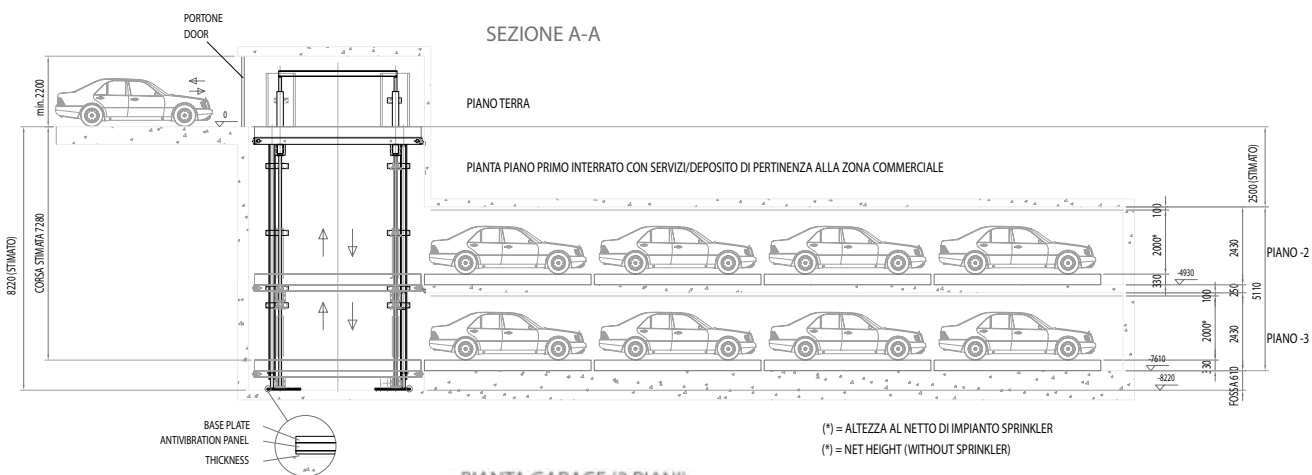 PORTONE
DOOR
SEZIONE A-A
min.2200
0
PIANO TERRA
PIANTA PIANO PRIMO INTERRATO CON SERVIZI/DEPOSITO DI PERTINENZA ALLA ZONA COMMERCIALE
2500 (STIMATO)
8220 (STIMATO)
CORSA STIMATA 7280
100
2000*
330
2430
-4930
PIANO -2
250
5110
100
2000*
330
2430
PIANO -3
-7610
-8220
FOSSA 610
BASE PLATE
ANTIVIBRATION PANEL
THICKNESS
(*) = ALTEZZA AL NETTO DI IMPIANTO SPRINKLER
(*) = NET HEIGHT (WITHOUT SPRINKLER)